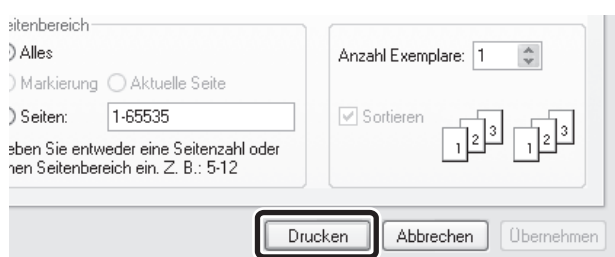 eitenbereich
Alles
Markierung Aktuelle Seite
Seiten: 1-65535
eben Sie entweder eine Seitenzahl oder
nen Seitenbereich ein. Z. B.: 5-12
Anzahl Exemplare: 1
Sortieren
1 2 3 1 2 3
Drucken Abbrechen Übernehmen